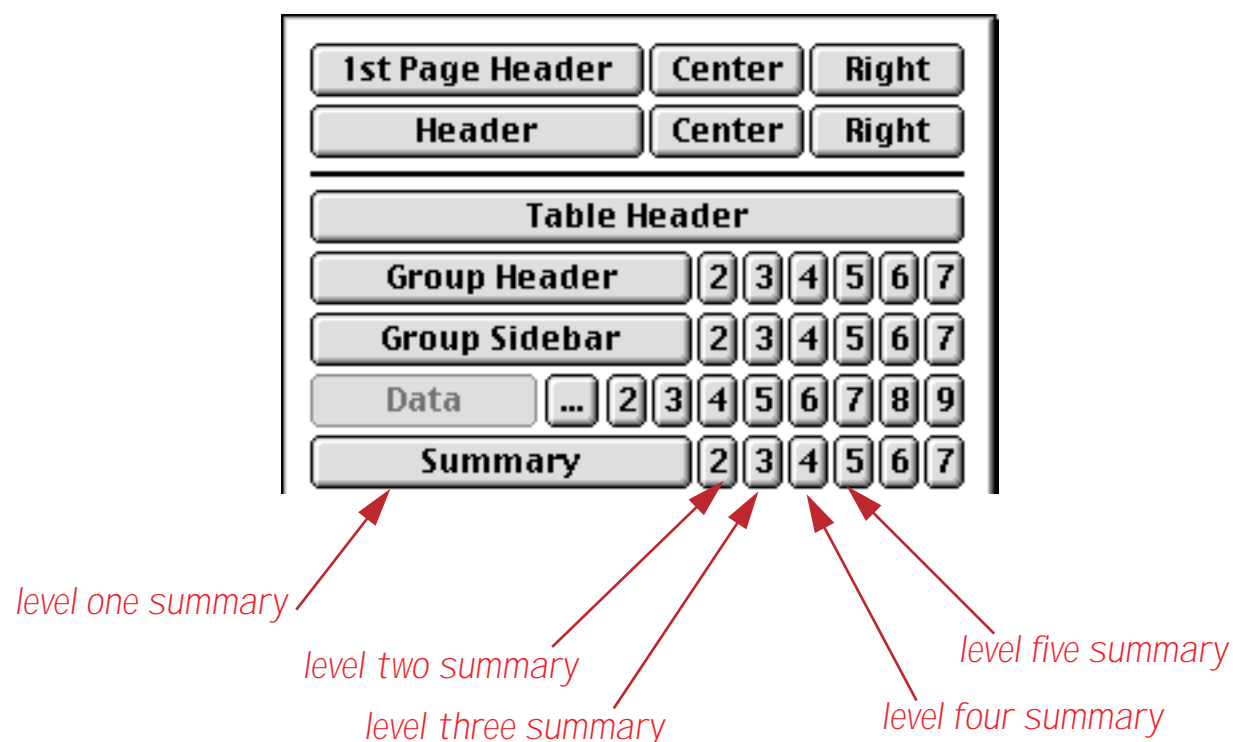 1st Page Header Center Right
Header Center Right
Table Header
Group Header 2 3 4 5 6 7
Group Sidebar 2 3 4 5 6 7
Data ... 2 3 4 5 6 7 8 9
Summary 2 3 4 5 6 7
level one summary
level two summary
level five summary
level three summary
level four summary